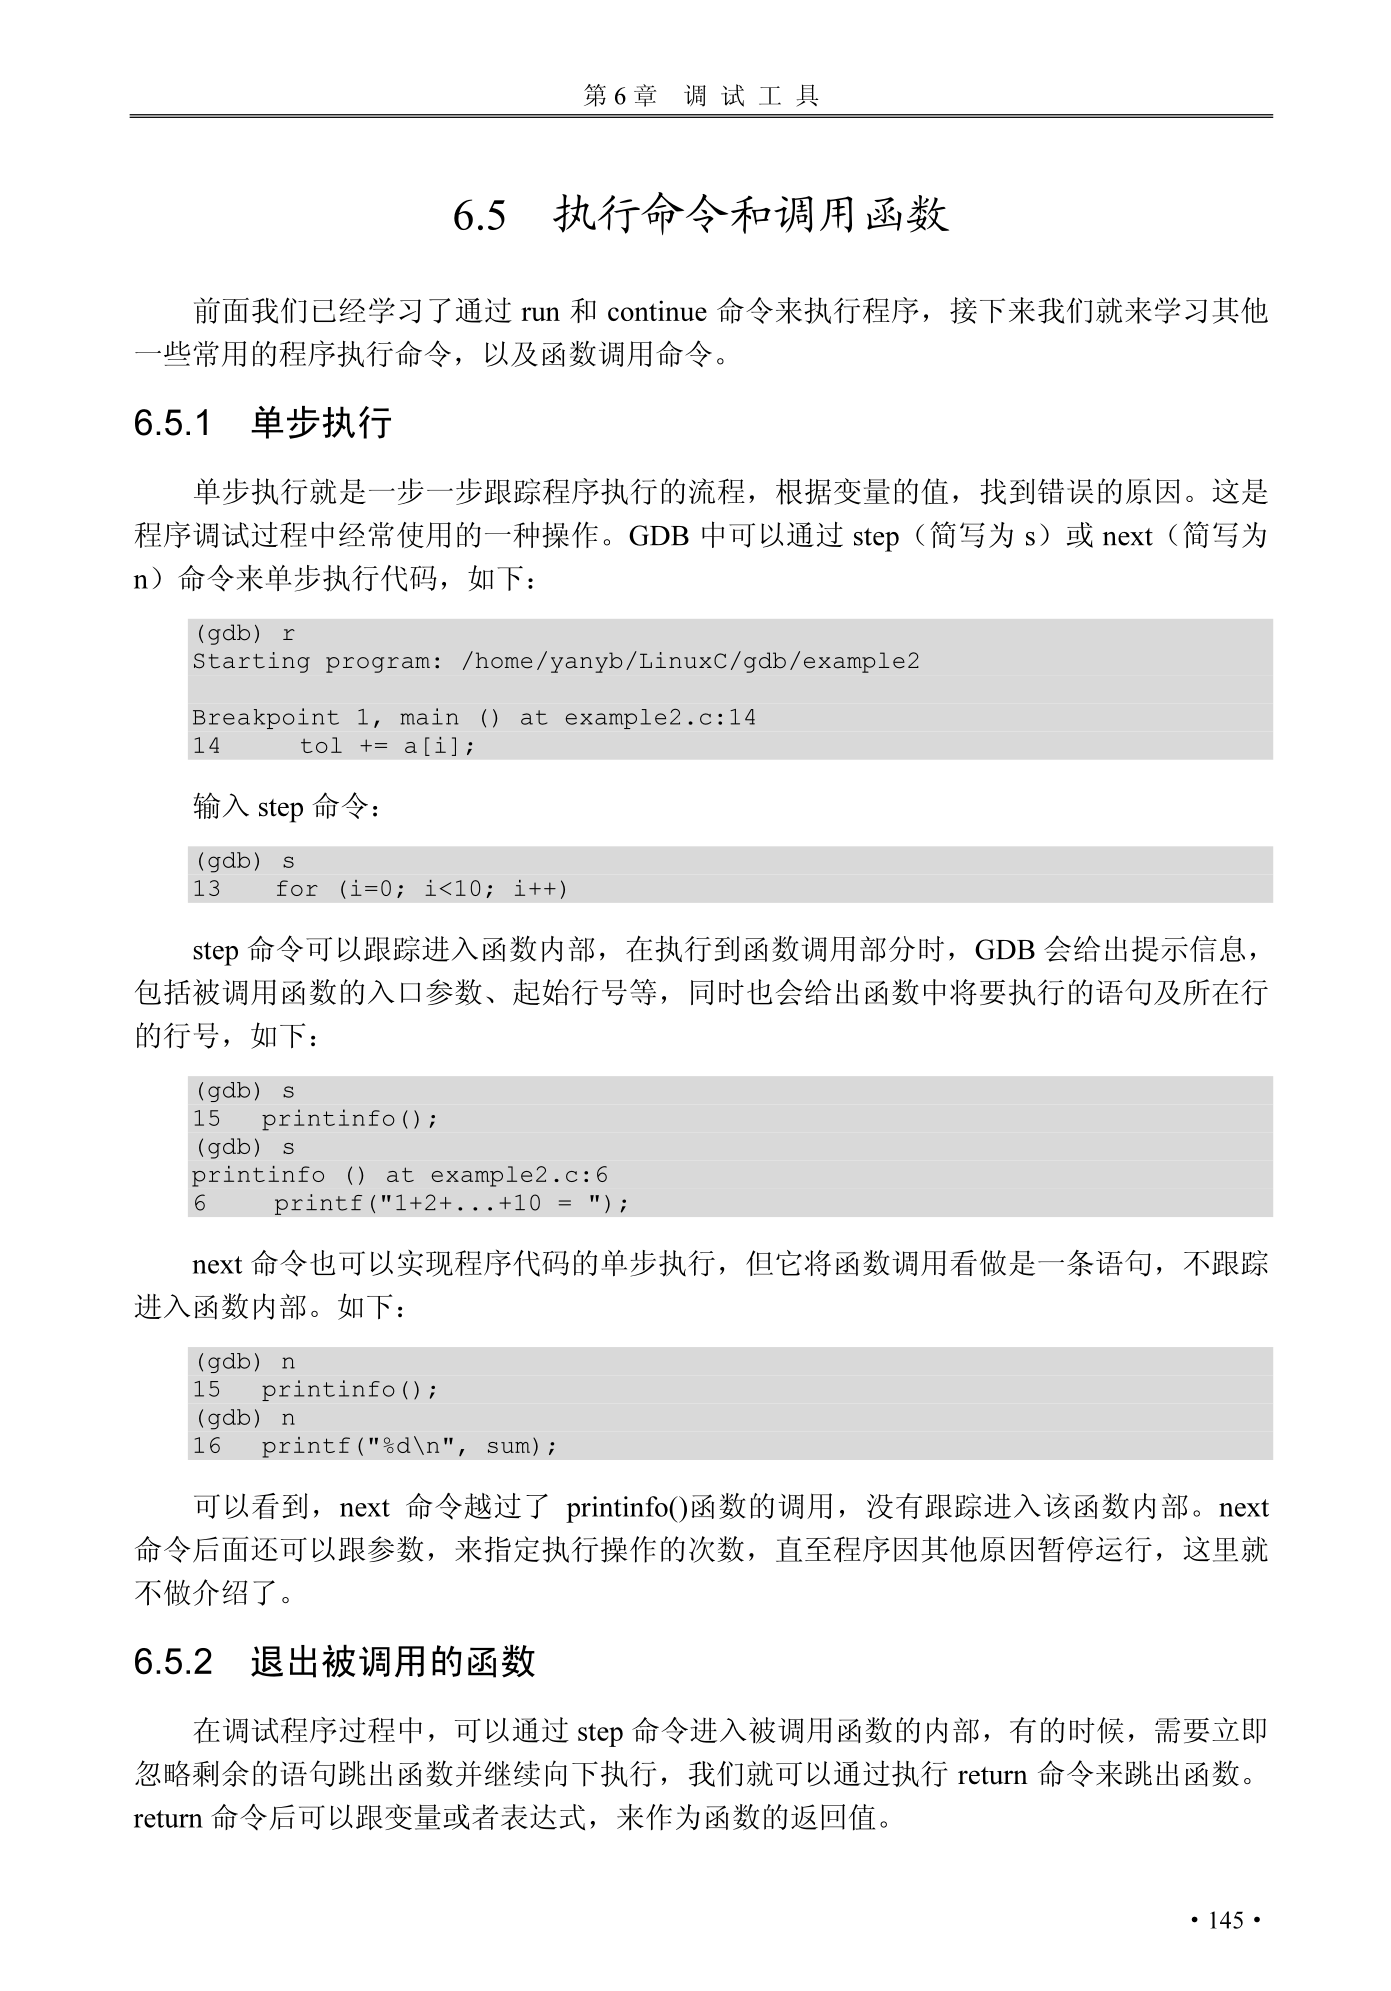 第 6 章 调 试 工 具
6.5 执行命令和调用函数
前面我们已经学习了通过 run 和 continue 命令来执行程序，接下来我们就来学习其他
一些常用的程序执行命令，以及函数调用命令。
6.5.1 单步执行
单步执行就是一步一步跟踪程序执行的流程，根据变量的值，找到错误的原因。这是
程序调试过程中经常使用的一种操作。GDB 中可以通过 step（简写为 s）或 next（简写为
n）命令来单步执行代码，如下：
(gdb) r
Starting program: /home/yanyb/LinuxC/gdb/example2
Breakpoint 1, main () at example2.c:14
14     tol += a[i];
输入 step 命令：
(gdb) s
13    for (i=0; i<10; i++)
step 命令可以跟踪进入函数内部，在执行到函数调用部分时，GDB 会给出提示信息，
包括被调用函数的入口参数、起始行号等，同时也会给出函数中将要执行的语句及所在行
的行号，如下：
(gdb) s
15   printinfo();
(gdb) s
printinfo () at example2.c:6
6     printf("1+2+...+10 = ");
next 命令也可以实现程序代码的单步执行，但它将函数调用看做是一条语句，不跟踪
进入函数内部。如下：
(gdb) n
15   printinfo();
(gdb) n
16   printf("%d\n", sum);
可以看到，next 命令越过了 printinfo()函数的调用，没有跟踪进入该函数内部。next
命令后面还可以跟参数，来指定执行操作的次数，直至程序因其他原因暂停运行，这里就
不做介绍了。
6.5.2 退出被调用的函数
在调试程序过程中，可以通过 step 命令进入被调用函数的内部，有的时候，需要立即
忽略剩余的语句跳出函数并继续向下执行，我们就可以通过执行 return 命令来跳出函数。
return 命令后可以跟变量或者表达式，来作为函数的返回值。
• 145 •